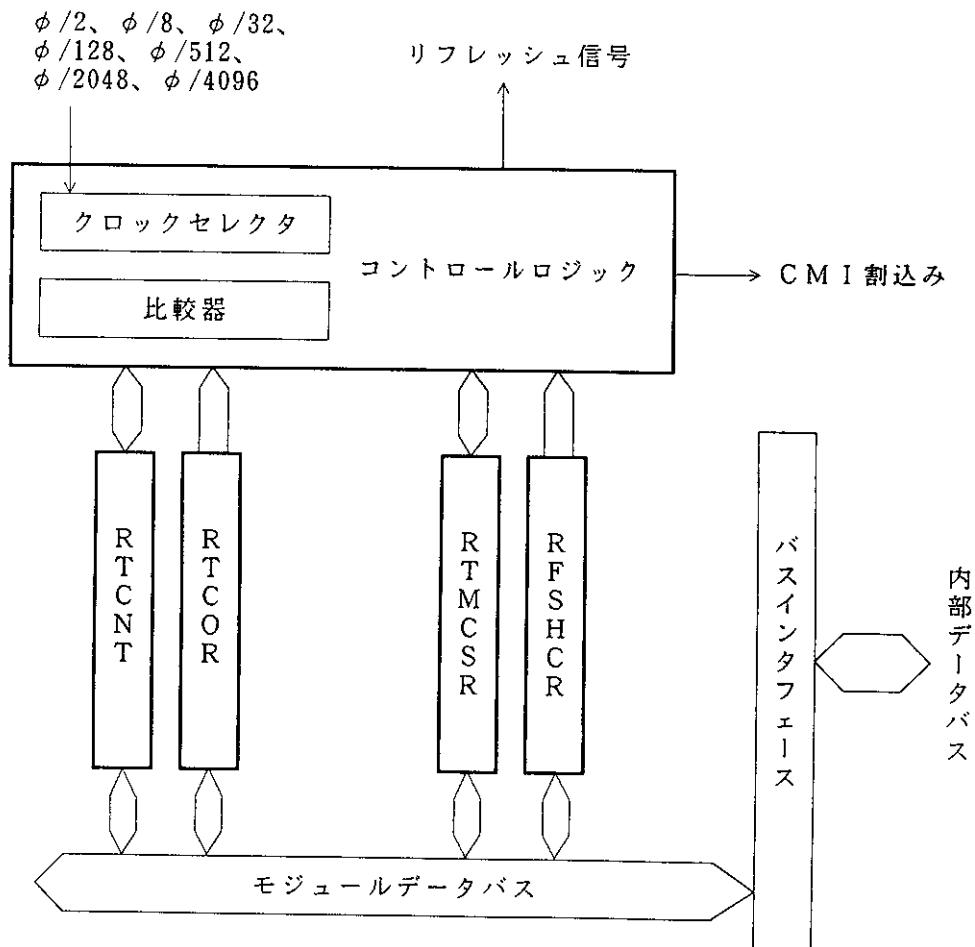 φ/2、φ/8、φ/32、
φ/128、φ/512、
φ/2048、φ/4096
リフレッシュ信号
クロックセレクタ
コントロールロジック
比較器
CMI割込み
RTCNT
RTCOR
RTMCSR
RFSHCR
バスインタフェース
内部データバス
モジュールデータバス